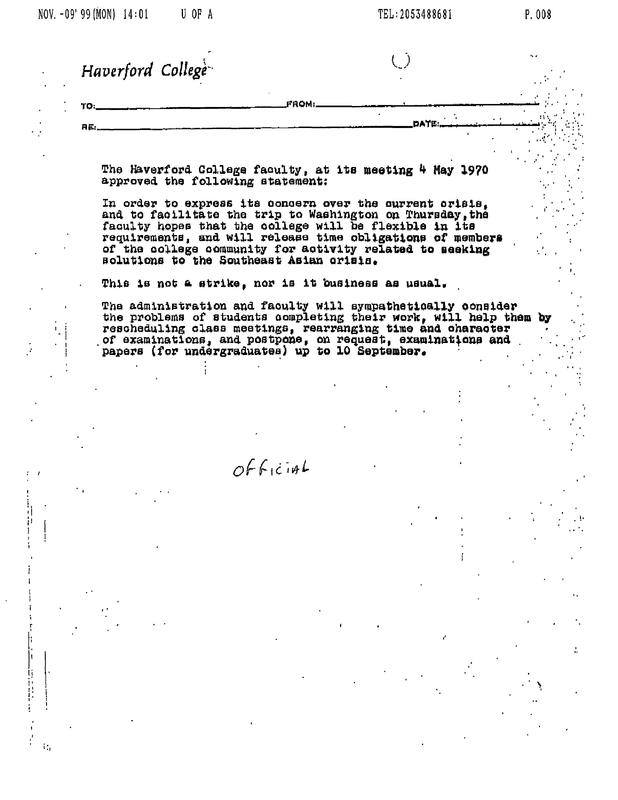 NOV. -09' 99 (MON) 14:01 U OF A TEL:2053488681 P. 008
Haverford College
TO: FROM:
RE: DATE:
The Haverford College faculty, at its meeting 4 May 1970
approved the following statement:
In order to express its concern over the current crisis,
and to facilitate the trip to Washington on Thursday,the
faculty hopes that the college will be flexible in its
requirements, and will release time obligations of members
of the college community for activity related to seeking
solutions to the Southeast Asian crisis.
This is not a strike, nor is it business as usual.
The administration and faculty will sympathetically consider
the problems of students completing their work, will help them by
rescheduling class meetings, rearranging time and character
of examinations, and postpone, on request, examinations and
papers (for undergraduates) up to 10 September.
OFFICIAL